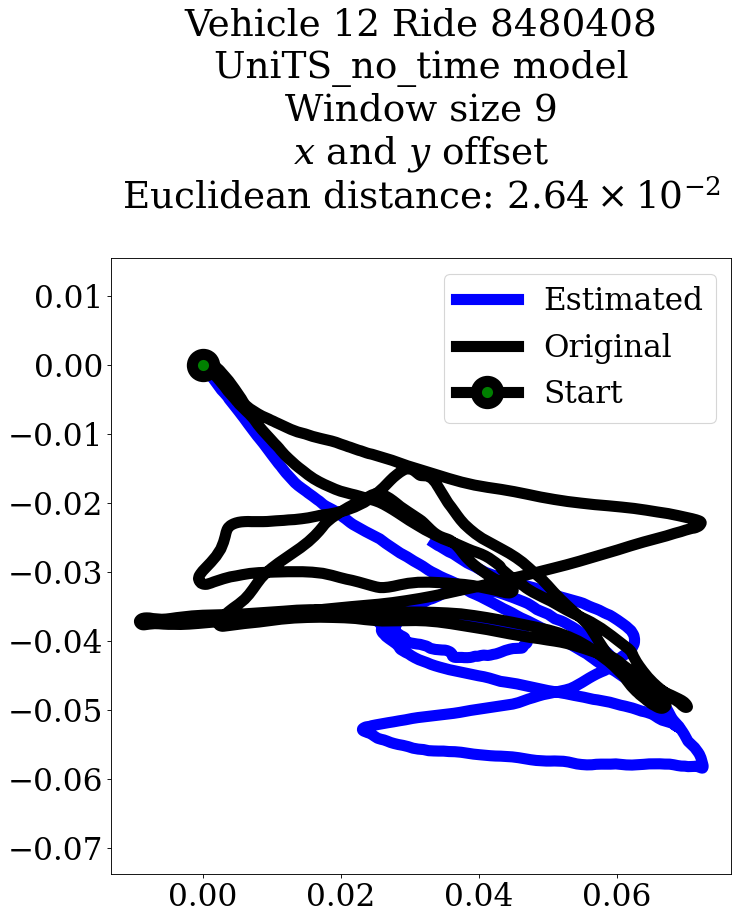 Vehicle 12 Ride 8480408
UniTS_no_time model
Window size 9
x and y offset
Euclidean distance: 2.64 × 10⁻²
Estimated
Original
Start
0.01
0.00
−0.01
−0.02
−0.03
−0.04
−0.05
−0.06
−0.07
0.00 0.02 0.04 0.06